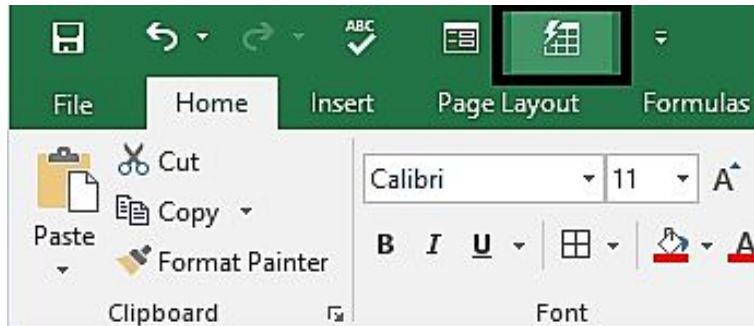 ABC
File Home Insert Page Layout Formulas
Cut
Calibri 11 A
Copy
Paste
B I U A
Format Painter
Clipboard Font